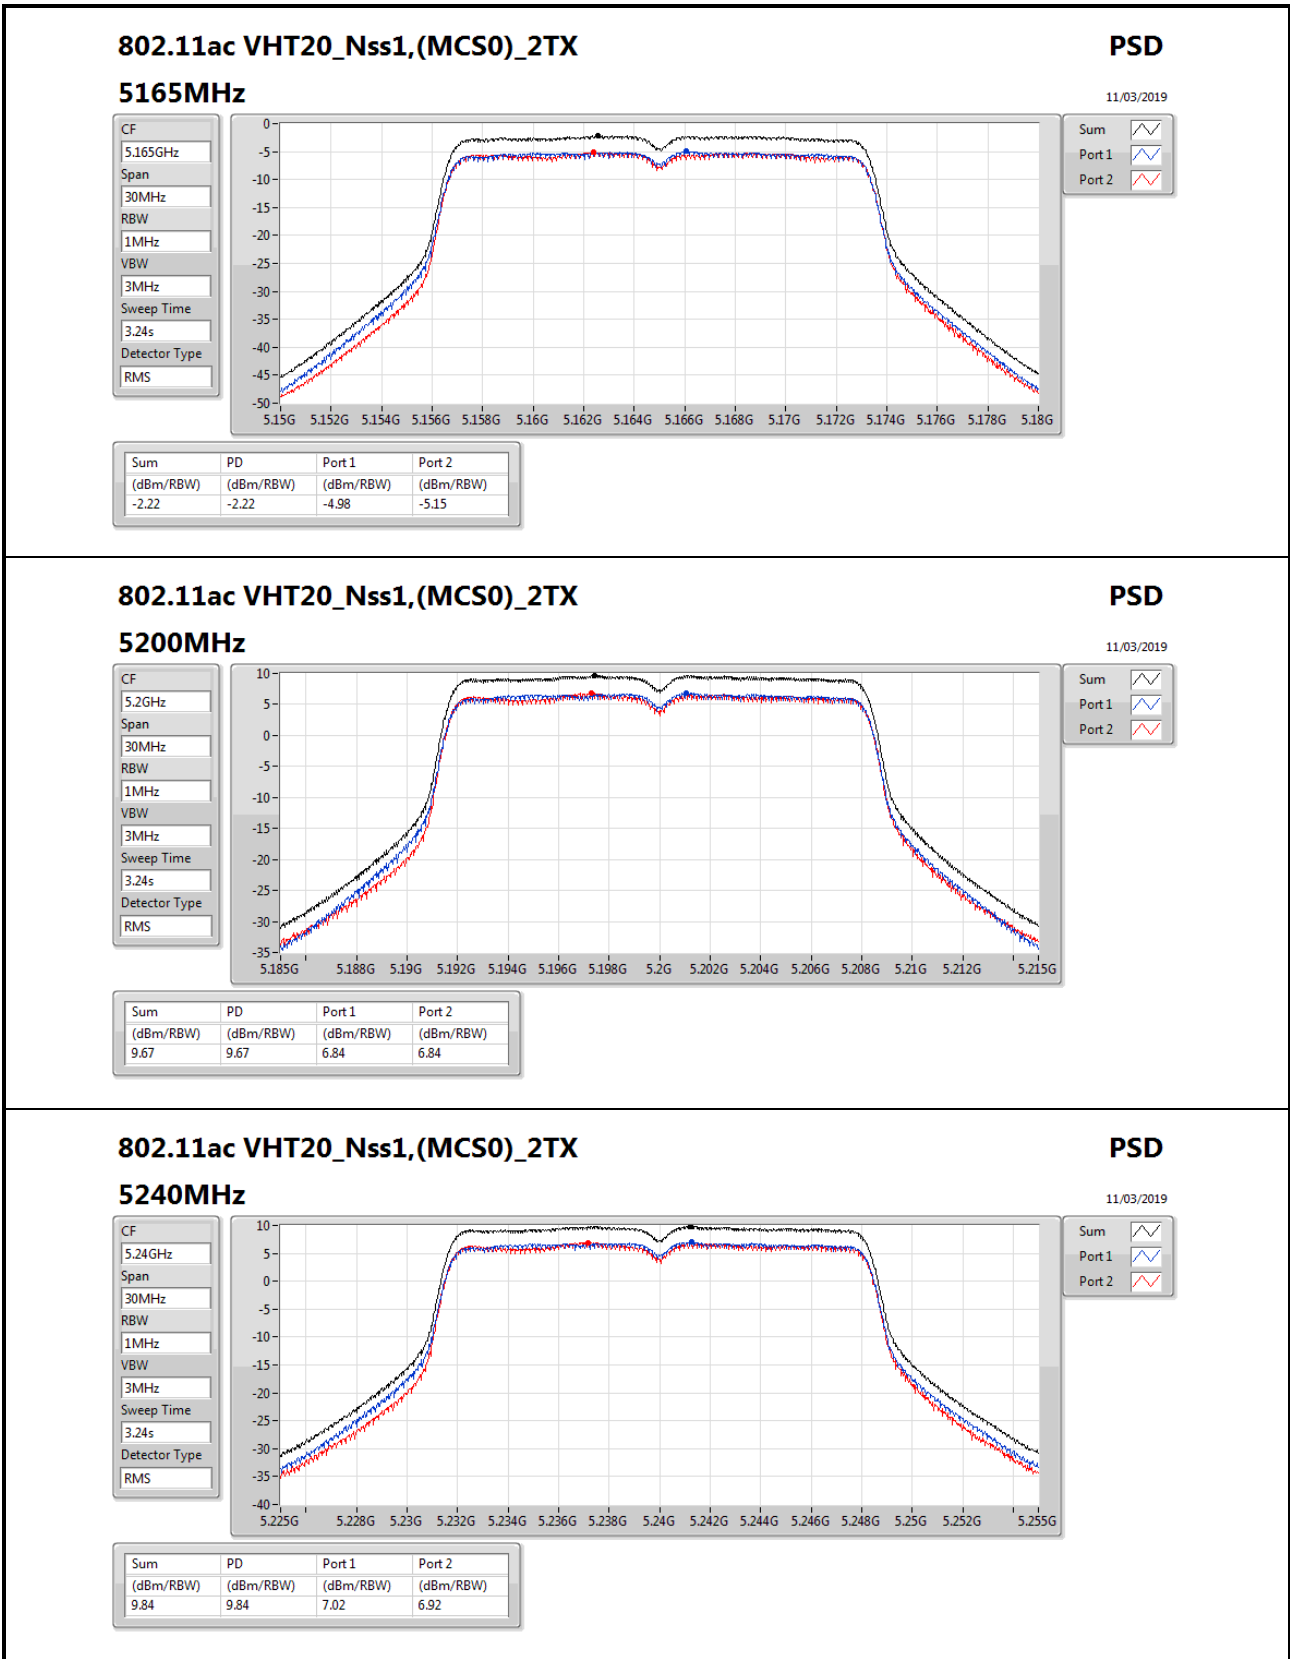 802.11ac VHT20_Nss1,(MCS0)_2TX PSD
5165MHz 11/03/2019
CF
5.165GHz
Span
30MHz
RBW
1MHz
VBW
3MHz
Sweep Time
3.24s
Detector Type
RMS
0
-5
-10
-15
-20
-25
-30
-35
-40
-45
-50
5.15G 5.152G 5.154G 5.156G 5.158G 5.16G 5.162G 5.164G 5.166G 5.168G 5.17G 5.172G 5.174G 5.176G 5.178G 5.18G
Sum
Port 1
Port 2
Sum PD Port 1 Port 2
(dBm/RBW) (dBm/RBW) (dBm/RBW) (dBm/RBW)
-2.22 -2.22 -4.98 -5.15
802.11ac VHT20_Nss1,(MCS0)_2TX PSD
5200MHz 11/03/2019
CF
5.2GHz
Span
30MHz
RBW
1MHz
VBW
3MHz
Sweep Time
3.24s
Detector Type
RMS
10
5
0
-5
-10
-15
-20
-25
-30
-35
5.185G 5.188G 5.19G 5.192G 5.194G 5.196G 5.198G 5.2G 5.202G 5.204G 5.206G 5.208G 5.21G 5.212G 5.215G
Sum
Port 1
Port 2
Sum PD Port 1 Port 2
(dBm/RBW) (dBm/RBW) (dBm/RBW) (dBm/RBW)
9.67 9.67 6.84 6.84
802.11ac VHT20_Nss1,(MCS0)_2TX PSD
5240MHz 11/03/2019
CF
5.24GHz
Span
30MHz
RBW
1MHz
VBW
3MHz
Sweep Time
3.24s
Detector Type
RMS
10
5
0
-5
-10
-15
-20
-25
-30
-35
-40
5.225G 5.228G 5.23G 5.232G 5.234G 5.236G 5.238G 5.24G 5.242G 5.244G 5.246G 5.248G 5.25G 5.252G 5.255G
Sum
Port 1
Port 2
Sum PD Port 1 Port 2
(dBm/RBW) (dBm/RBW) (dBm/RBW) (dBm/RBW)
9.84 9.84 7.02 6.92